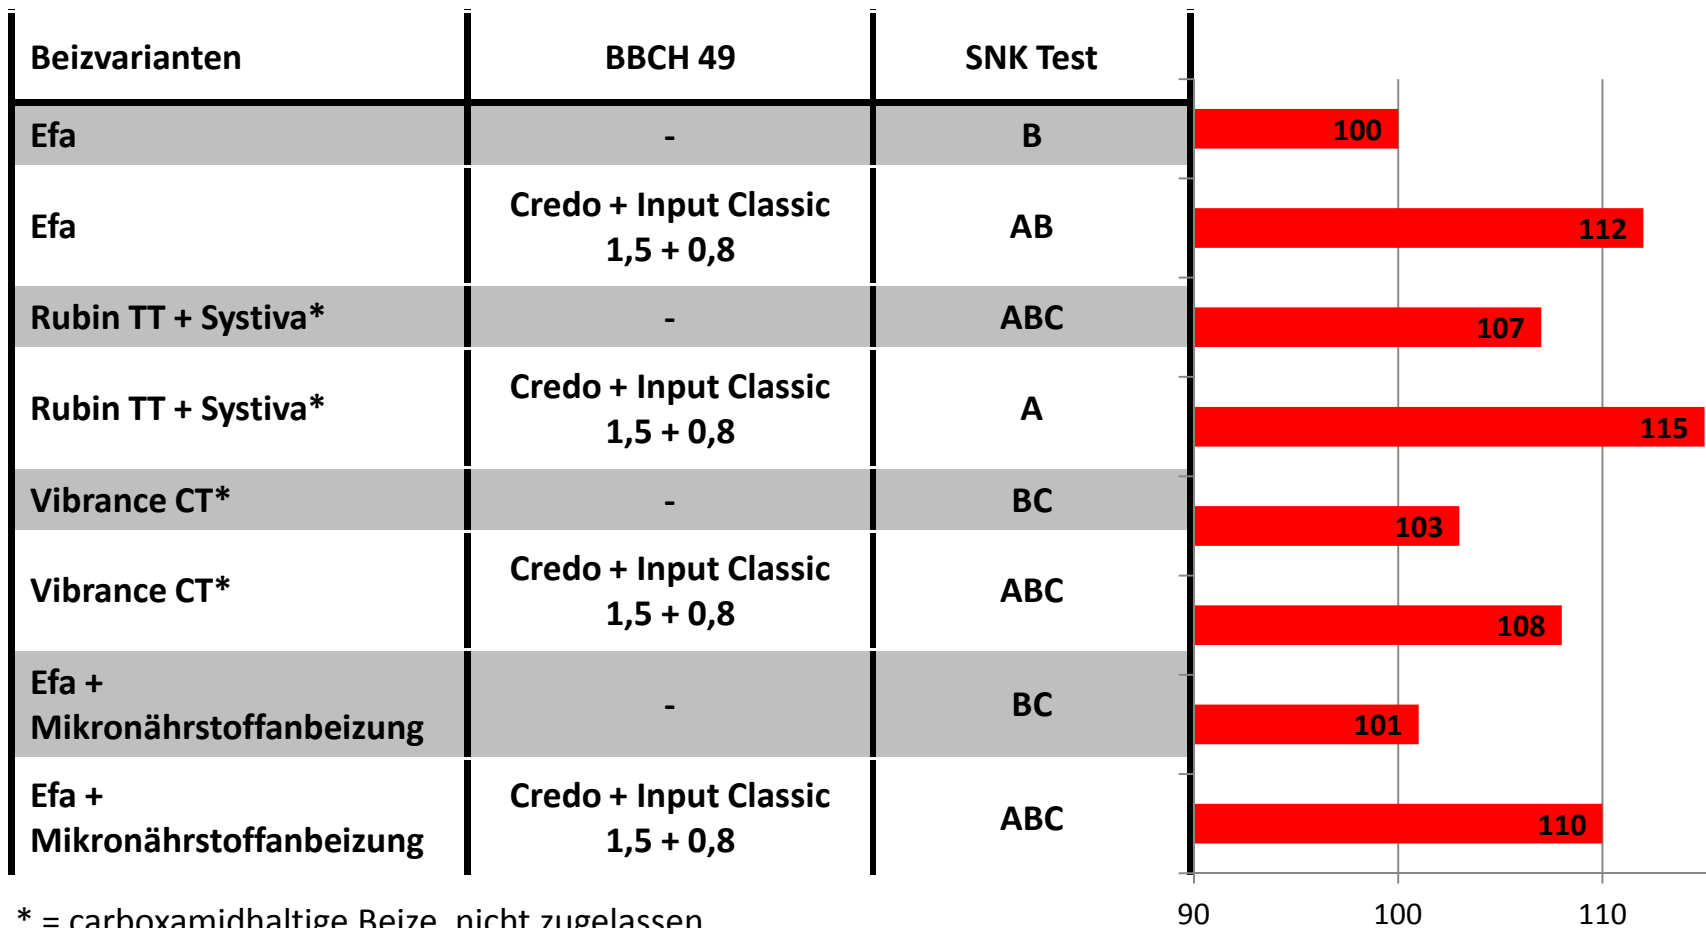 Beizvarianten BBCH 49 SNK Test
Efa - B 100
Efa Credo + Input Classic 1,5 + 0,8 AB 112
Rubin TT + Systiva* - ABC 107
Rubin TT + Systiva* Credo + Input Classic 1,5 + 0,8 A 115
Vibrance CT* - BC 103
Vibrance CT* Credo + Input Classic 1,5 + 0,8 ABC 108
Efa + Mikronährstoffanbeizung - BC 101
Efa + Mikronährstoffanbeizung Credo + Input Classic 1,5 + 0,8 ABC 110
90 100 110
* = carboxamidhaltige Beize, nicht zugelassen